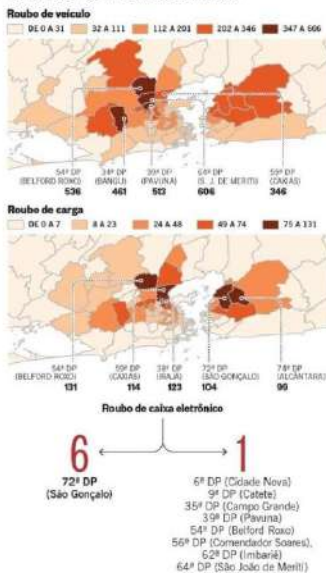 Roubo de veículo
DE 0 A 31 32 A 111 112 A 201 202 A 346 347 A 606
54ª DP (BELFORD ROXO) 536
34ª DP (BANGU) 461
39ª DP (PAVUNA) 513
64ª DP (S. J. DE MERITI) 606
59ª DP (CAXIAS) 346
Roubo de carga
DE 0 A 7 8 A 23 24 A 48 49 A 74 75 A 131
54ª DP (BELFORD ROXO) 131
59ª DP (CAXIAS) 114
38ª DP (IRAJÁ) 123
72ª DP (SÃO GONÇALO) 104
74ª DP (ALCÂNTARA) 99
Roubo de caixa eletrônico
6
72ª DP
(São Gonçalo)
1
6ª DP (Cidade Nova)
9ª DP (Catete)
35ª DP (Campo Grande)
39ª DP (Pavuna)
54ª DP (Belford Roxo)
56ª DP (Comendador Soares),
62ª DP (Imbariê)
64ª DP (São João de Meriti)